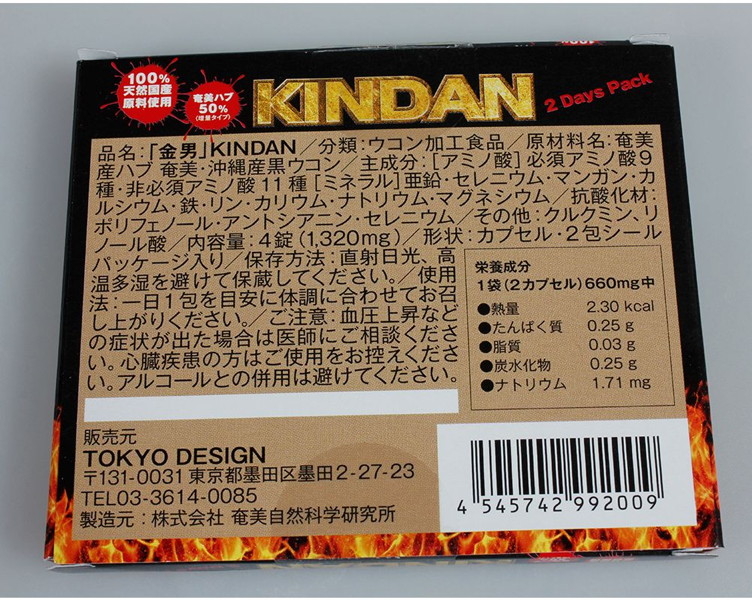 100%
天然国産
原料使用
奄美ハブ
50%
(増量タイプ)
KINDAN
2 Days Pack
品名:「金男」KINDAN/分類:ウコン加工食品/原材料名:奄美
産ハブ 奄美・沖縄産黒ウコン/主成分:[アミノ酸] 必須アミノ酸9
種・非必須アミノ酸11種 [ミネラル] 亜鉛・セレニウム・マンガン・カ
ルシウム・鉄・リン・カリウム・ナトリウム・マグネシウム/抗酸化材:
ポリフェノール・アントシアニン・セレニウム/その他:クルクミン、リ
ノール酸/内容量:4錠(1,320mg)/形状:カプセル・2包シール
パッケージ入り/保存方法:直射日光、高
温多湿を避けて保蔵してください。/使用
法:一日1包を目安に体調に合わせてお召
し上がりください。/ご注意:血圧上昇など
の症状が出た場合は医師にご相談くださ
い。心臓疾患の方はご使用をお控えくださ
い。アルコールとの併用は避けてください。
栄養成分
1袋(2カプセル)660mg中
●熱量 2.30 kcal
●たんぱく質 0.25 g
●脂質 0.03 g
●炭水化物 0.25 g
●ナトリウム 1.71 mg
販売元
TOKYO DESIGN
〒131-0031 東京都墨田区墨田2-27-23
TEL03-3614-0085
製造元:株式会社 奄美自然科学研究所
4 545742 992009